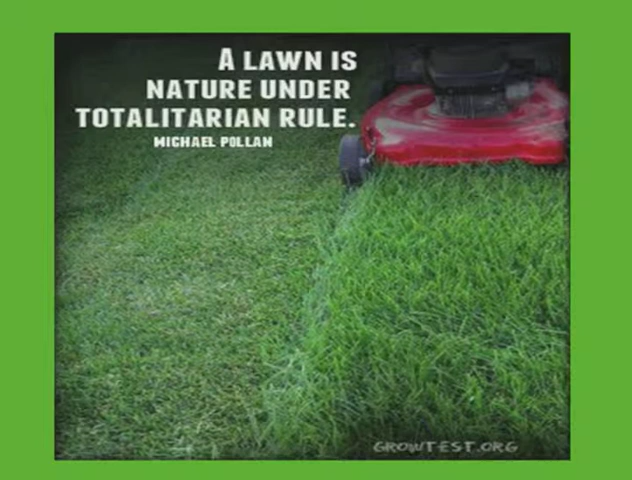 A LAWN IS
NATURE UNDER
TOTALITARIAN RULE.
MICHAEL POLLAN
GROWTEST.ORG